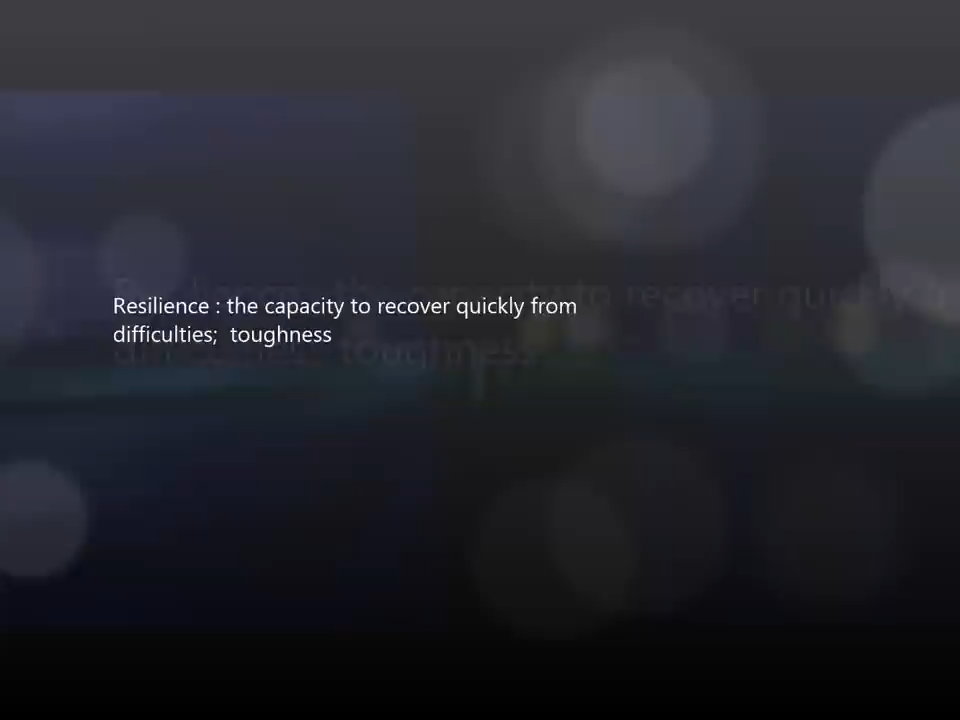 Resilience : the capacity to recover quickly from
difficulties;  toughness